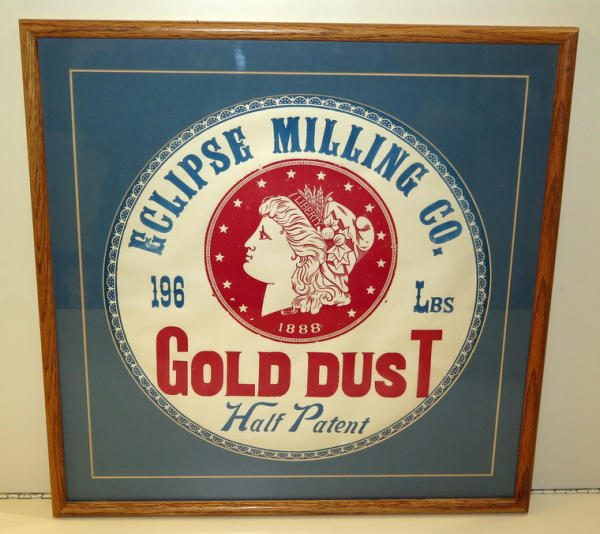 ECLIPSE MILLING CO.
LIBERTY
196 LBS
1888
GOLD DUST
Half Patent